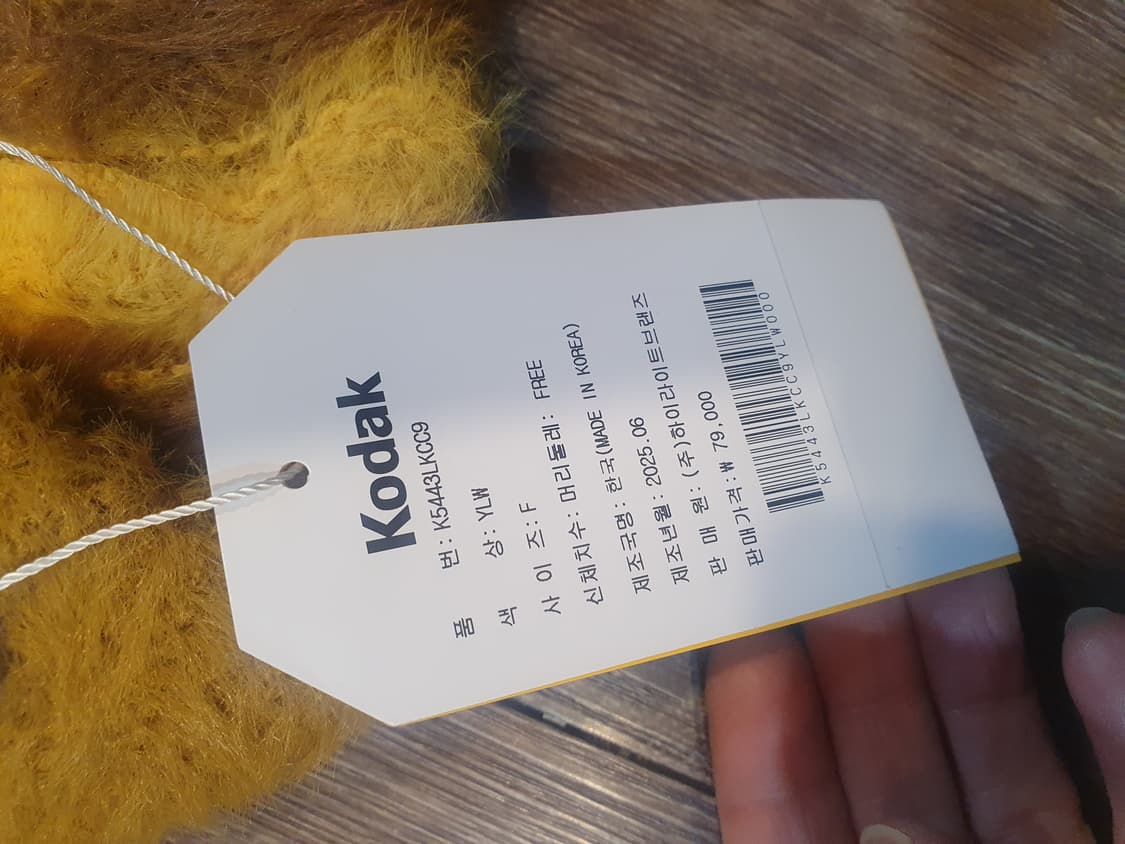 Kodak
품 번: K5443LKCC9
색 상: YLW
사 이 즈: F
신체치수: 머리둘레: FREE
제조국명: 한국(MADE IN KOREA)
제조년월: 2025.06
판 매 원: (주)하이라이트브랜즈
판매가격: ₩ 79,000
K5443LKCC9YLW000